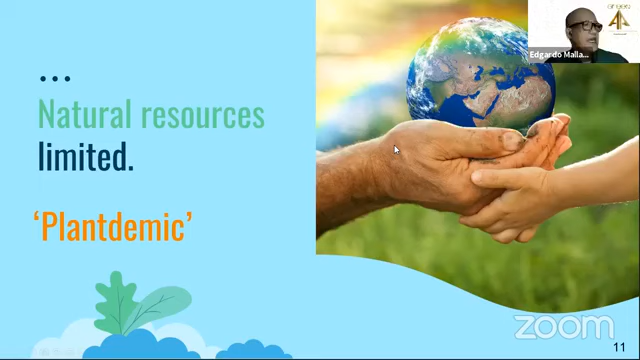 ...
Natural resources
limited.
‘Plantdemic’
Edgardo Malla...
zoom
11